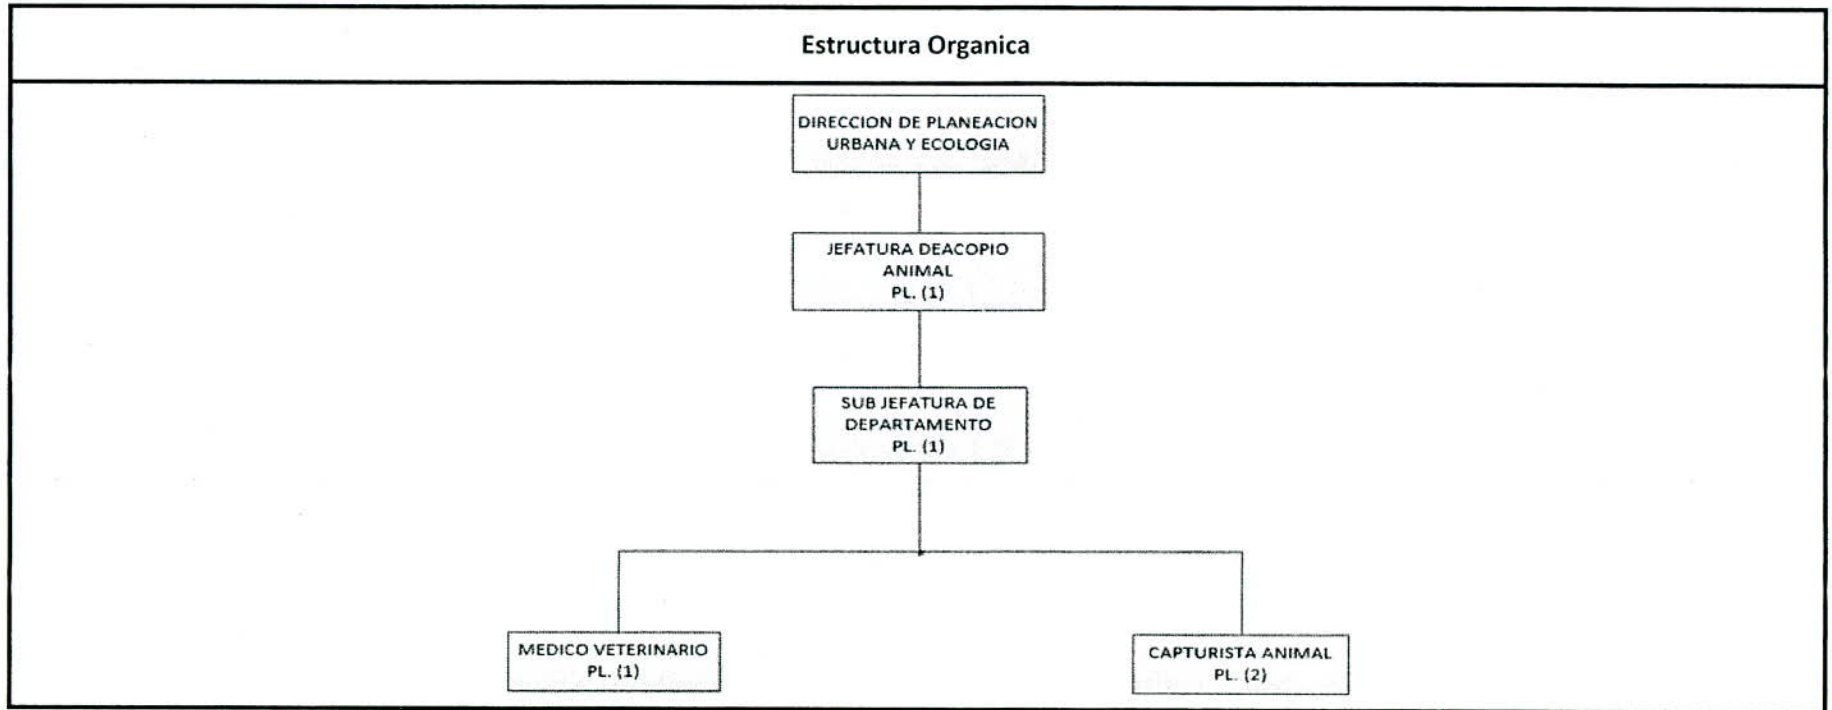 Estructura Organica
DIRECCION DE PLANEACION
URBANA Y ECOLOGIA
JEFATURA DEACOPIO
ANIMAL
PL. (1)
SUB JEFATURA DE
DEPARTAMENTO
PL. (1)
MEDICO VETERINARIO
PL. (1)
CAPTURISTA ANIMAL
PL. (2)